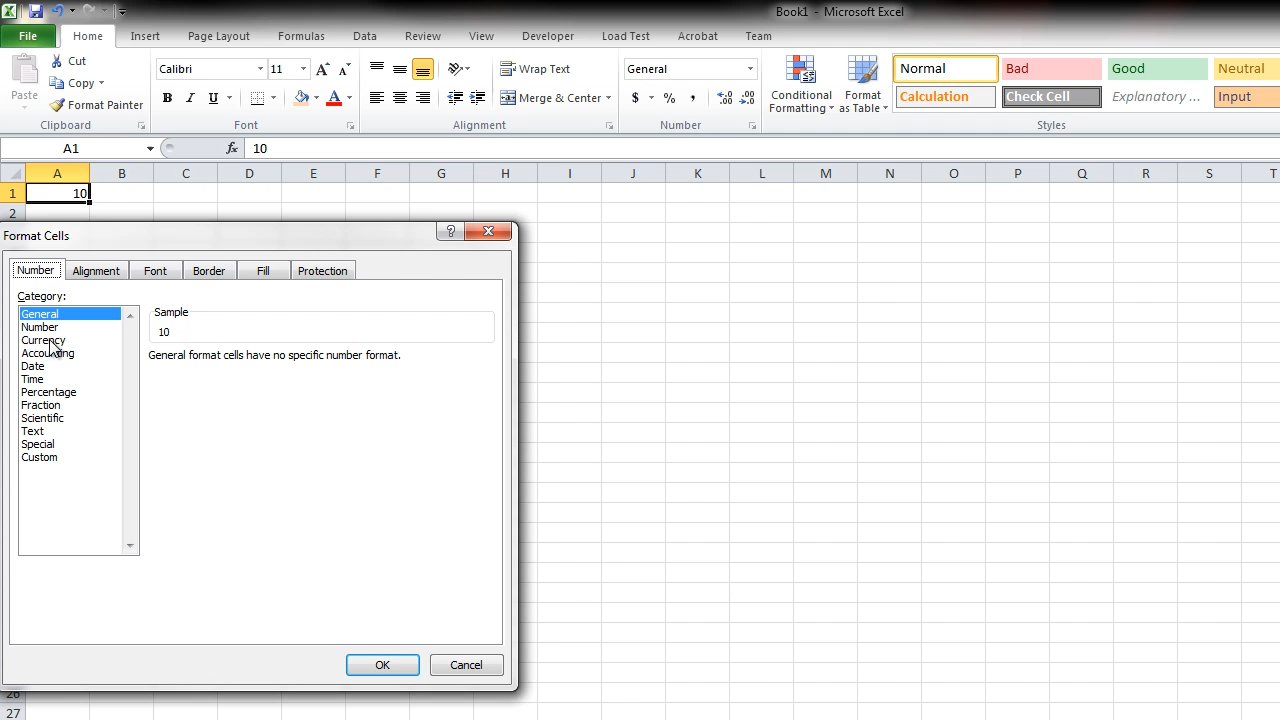 Book1 - Microsoft Excel
File Home Insert Page Layout Formulas Data Review View Developer Load Test Acrobat Team
Paste
Cut
Copy
Format Painter
Clipboard
Calibri 11
B I U A
Font
Wrap Text
Merge & Center
Alignment
General
$ % ,
Number
Conditional Formatting
Format as Table
Normal Bad Good Neutral
Calculation Check Cell Explanatory ... Input
Styles
A1 fx 10
A B C D E F G H I J K L M N O P Q R S T
1 10
2
Format Cells
Number Alignment Font Border Fill Protection
Category:
General
Number
Currency
Accounting
Date
Time
Percentage
Fraction
Scientific
Text
Special
Custom
Sample
10
General format cells have no specific number format.
OK Cancel
26
27